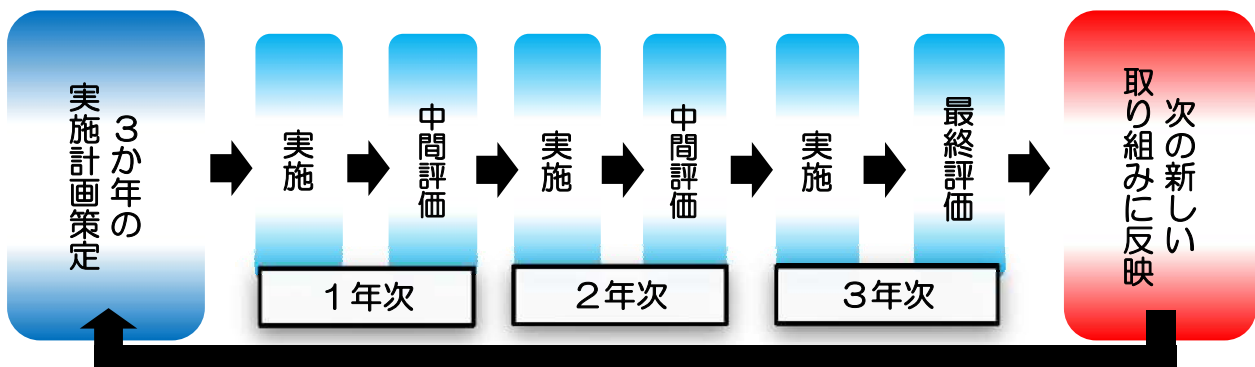 ３か年の
実施計画策定
実施
中間評価
実施
中間評価
実施
最終評価
次の新しい
取り組みに反映
１年次
２年次
３年次